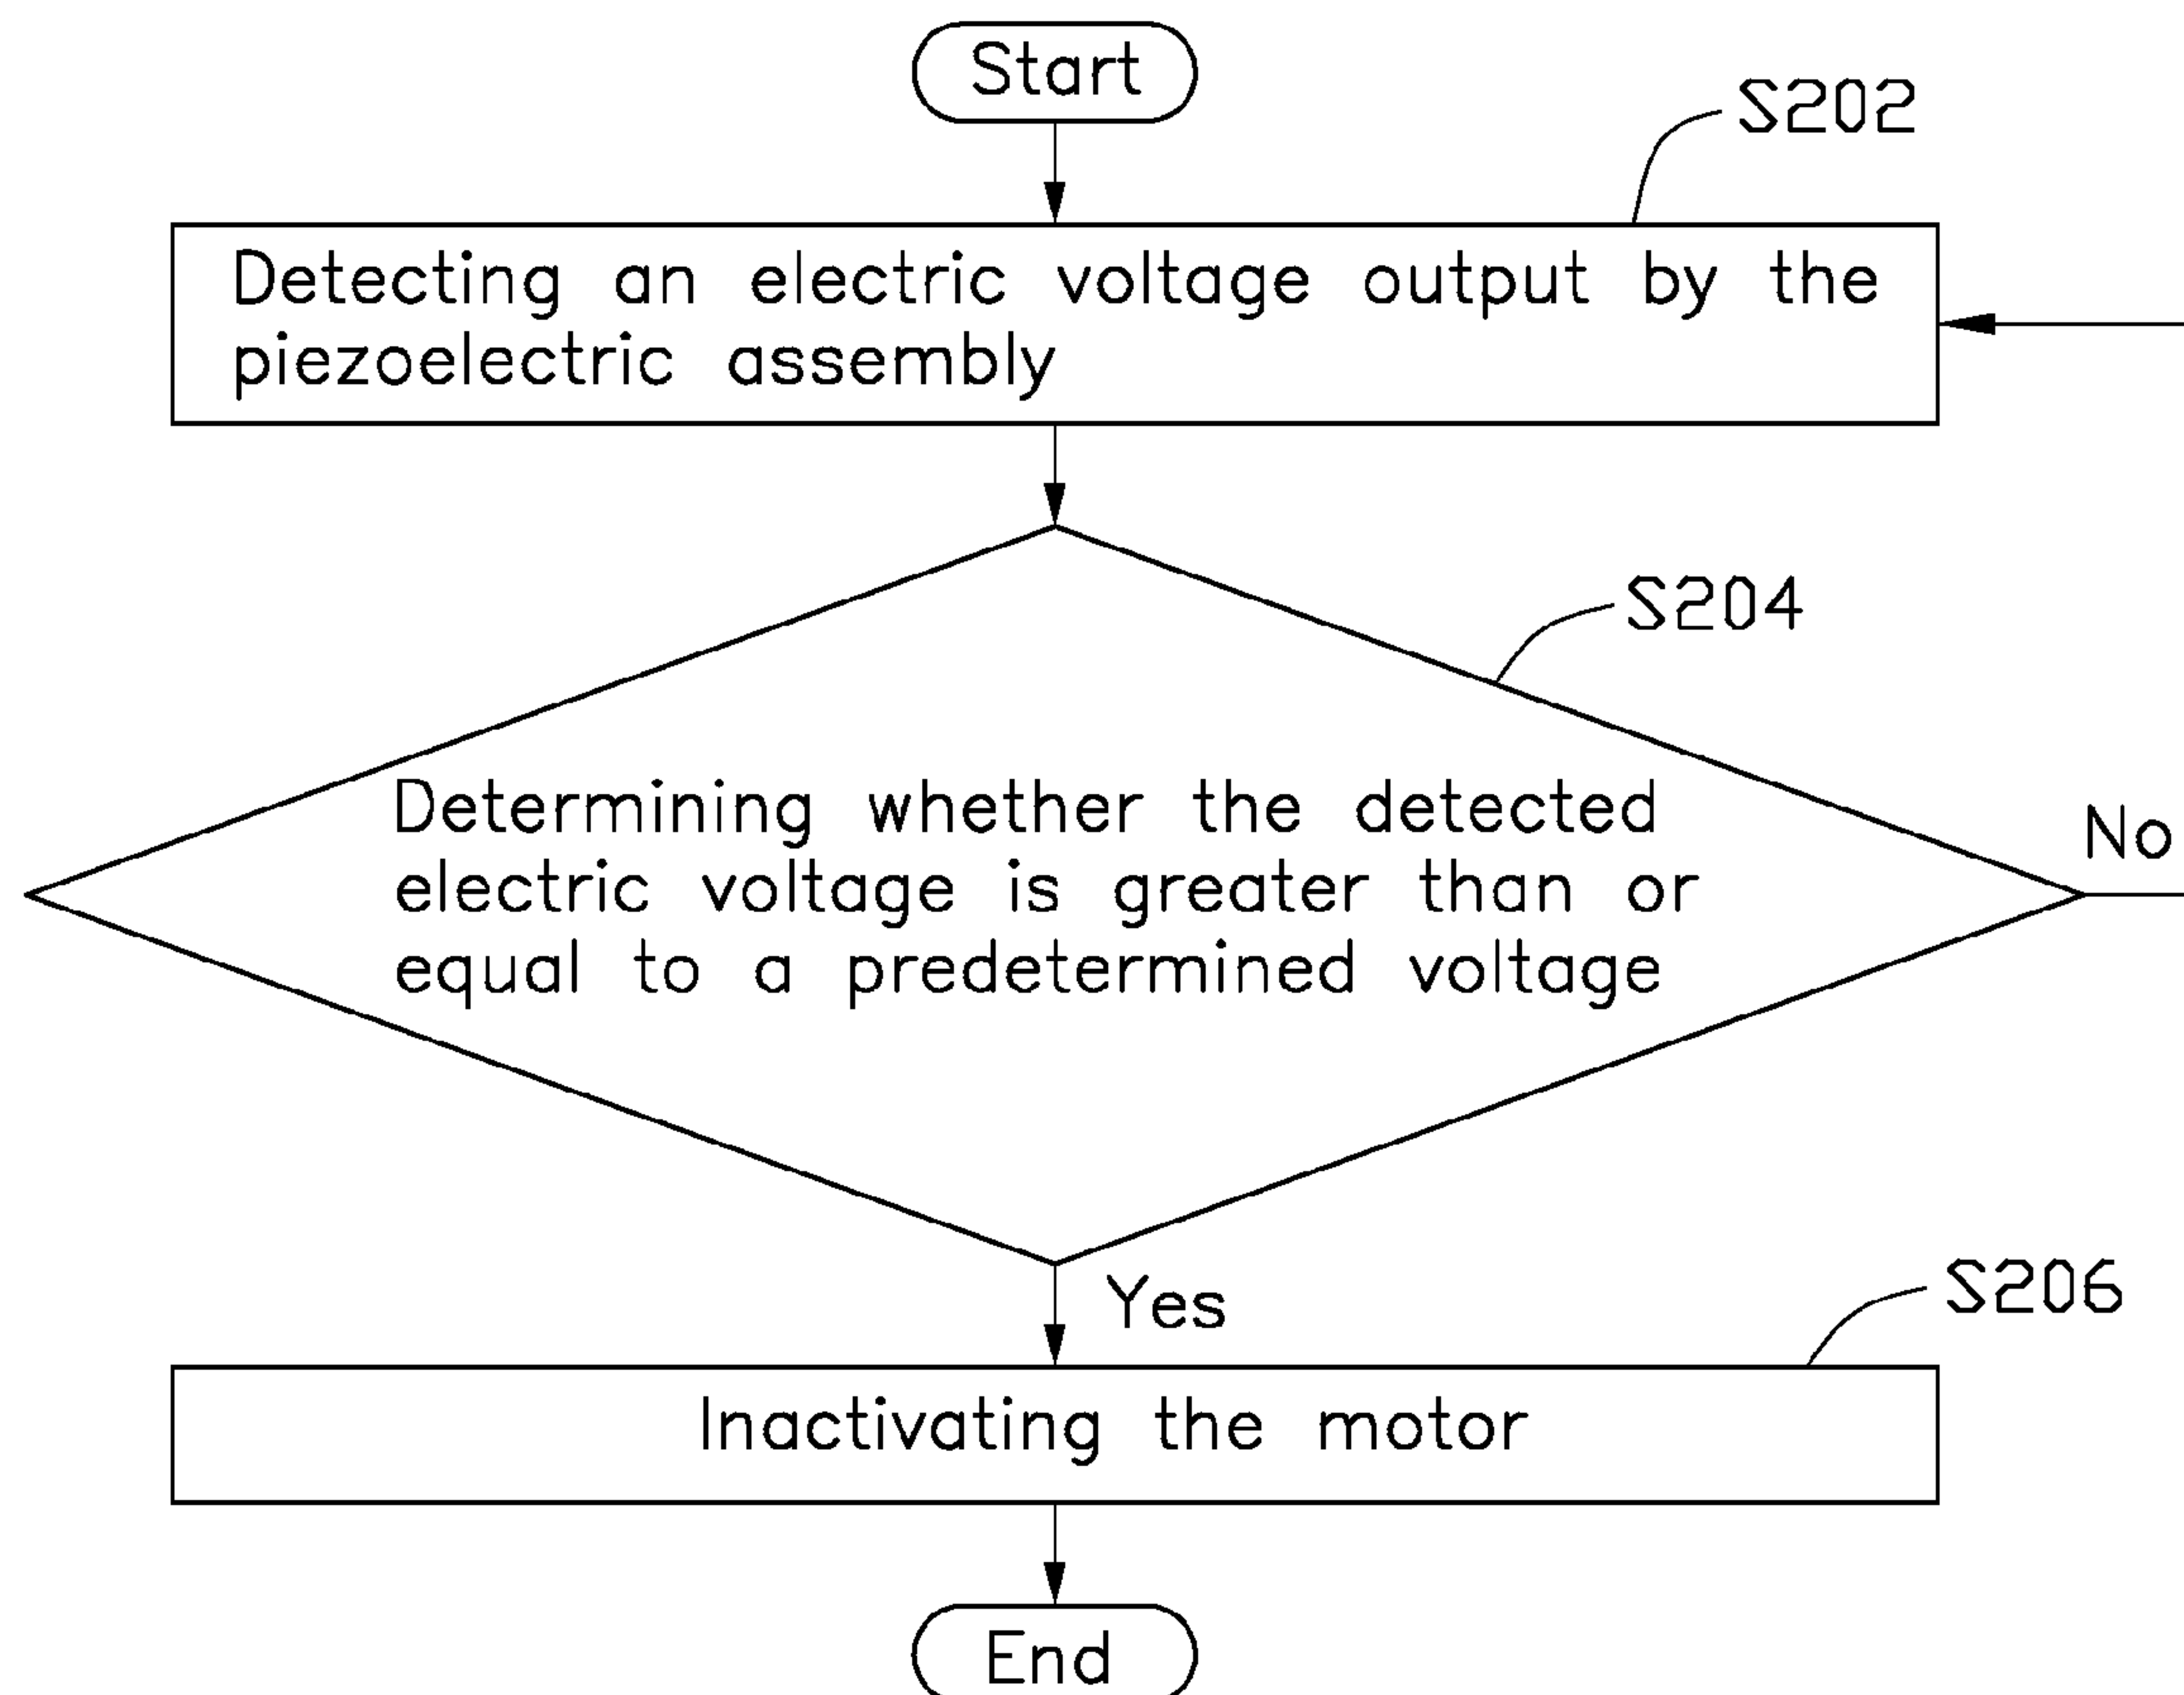 Start
S202
Detecting an electric voltage output by the
piezoelectric assembly
S204
Determining whether the detected
electric voltage is greater than or
equal to a predetermined voltage
No
Yes
S206
Inactivating the motor
End